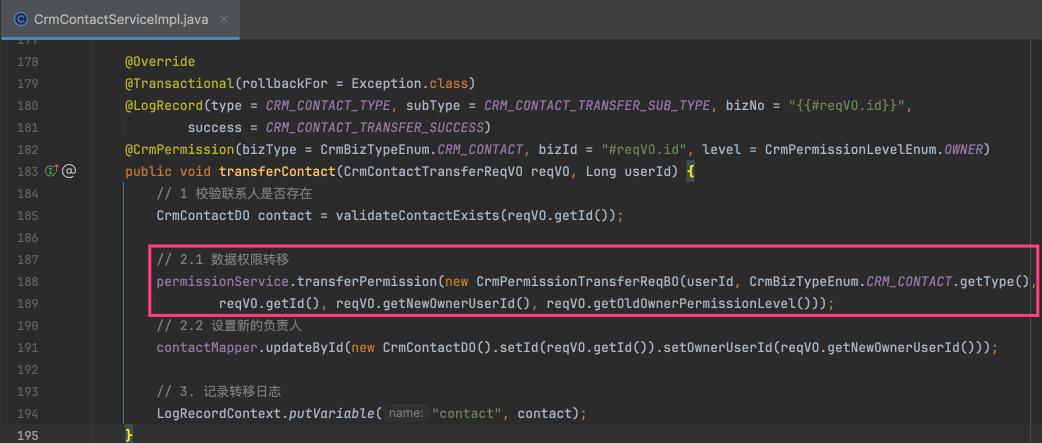 CrmContactServiceImpl.java
177
178 @Override
179 @Transactional(rollbackFor = Exception.class)
180 @LogRecord(type = CRM_CONTACT_TYPE, subType = CRM_CONTACT_TRANSFER_SUB_TYPE, bizNo = "{{#reqVO.id}}",
181 success = CRM_CONTACT_TRANSFER_SUCCESS)
182 @CrmPermission(bizType = CrmBizTypeEnum.CRM_CONTACT, bizId = "#reqVO.id", level = CrmPermissionLevelEnum.OWNER)
183 public void transferContact(CrmContactTransferReqVO reqVO, Long userId) {
184 // 1 校验联系人是否存在
185 CrmContactDO contact = validateContactExists(reqVO.getId());
186
187 // 2.1 数据权限转移
188 permissionService.transferPermission(new CrmPermissionTransferReqBO(userId, CrmBizTypeEnum.CRM_CONTACT.getType(),
189 reqVO.getId(), reqVO.getNewOwnerUserId(), reqVO.getOldOwnerPermissionLevel()));
190 // 2.2 设置新的负责人
191 contactMapper.updateById(new CrmContactDO().setId(reqVO.getId()).setOwnerUserId(reqVO.getNewOwnerUserId()));
192
193 // 3. 记录转移日志
194 LogRecordContext.putVariable( name: "contact", contact);
195 }